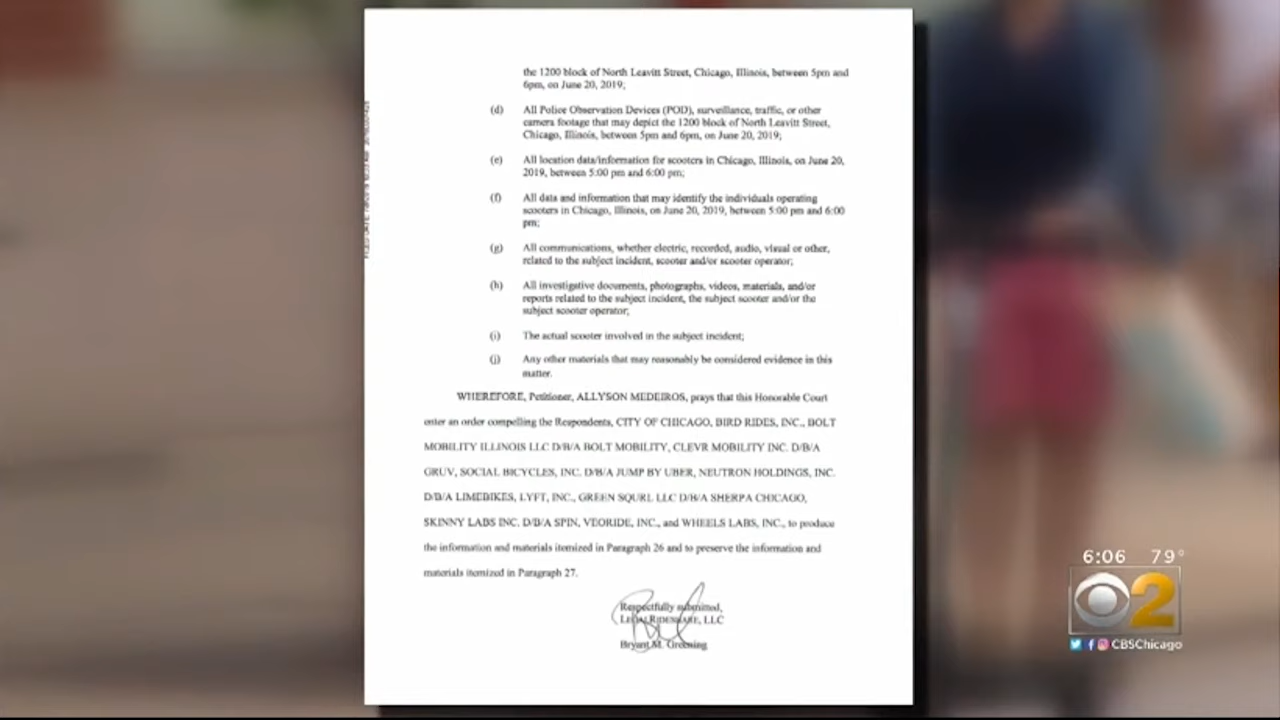 the 1200 block of North Leavitt Street, Chicago, Illinois, between 5pm and
6pm, on June 20, 2019;
(d) All Police Observation Devices (POD), surveillance, traffic, or other
camera footage that may depict the 1200 block of North Leavitt Street,
Chicago, Illinois, between 5pm and 6pm, on June 20, 2019;
(e) All location data/information for scooters in Chicago, Illinois, on June 20,
2019, between 5:00 pm and 6:00 pm;
(f) All data and information that may identify the individuals operating
scooters in Chicago, Illinois, on June 20, 2019, between 5:00 pm and 6:00
pm;
(g) All communications, whether electric, recorded, audio, visual or other,
related to the subject incident, scooter and/or scooter operator;
(h) All investigative documents, photographs, videos, materials, and/or
reports related to the subject incident, the subject scooter and/or the
subject scooter operator;
(i) The actual scooter involved in the subject incident;
(j) Any other materials that may reasonably be considered evidence in this
matter.
WHEREFORE, Petitioner, ALLYSON MEDEIROS, prays that this Honorable Court
enter an order compelling the Respondents, CITY OF CHICAGO, BIRD RIDES, INC., BOLT
MOBILITY ILLINOIS LLC D/B/A BOLT MOBILITY, CLEVR MOBILITY INC. D/B/A
GRUV, SOCIAL BICYCLES, INC. D/B/A JUMP BY UBER, NEUTRON HOLDINGS, INC.
D/B/A LIMEBIKES, LYFT, INC., GREEN SQURL LLC D/B/A SHERPA CHICAGO,
SKINNY LABS INC. D/B/A SPIN, VEORIDE, INC., and WHEELS LABS, INC., to produce
the information and materials itemized in Paragraph 26 and to preserve the information and
materials itemized in Paragraph 27.
Respectfully submitted,
LEGALRIDESHARE, LLC
Bryant M. Greening
6:06 79°
2
CBSChicago